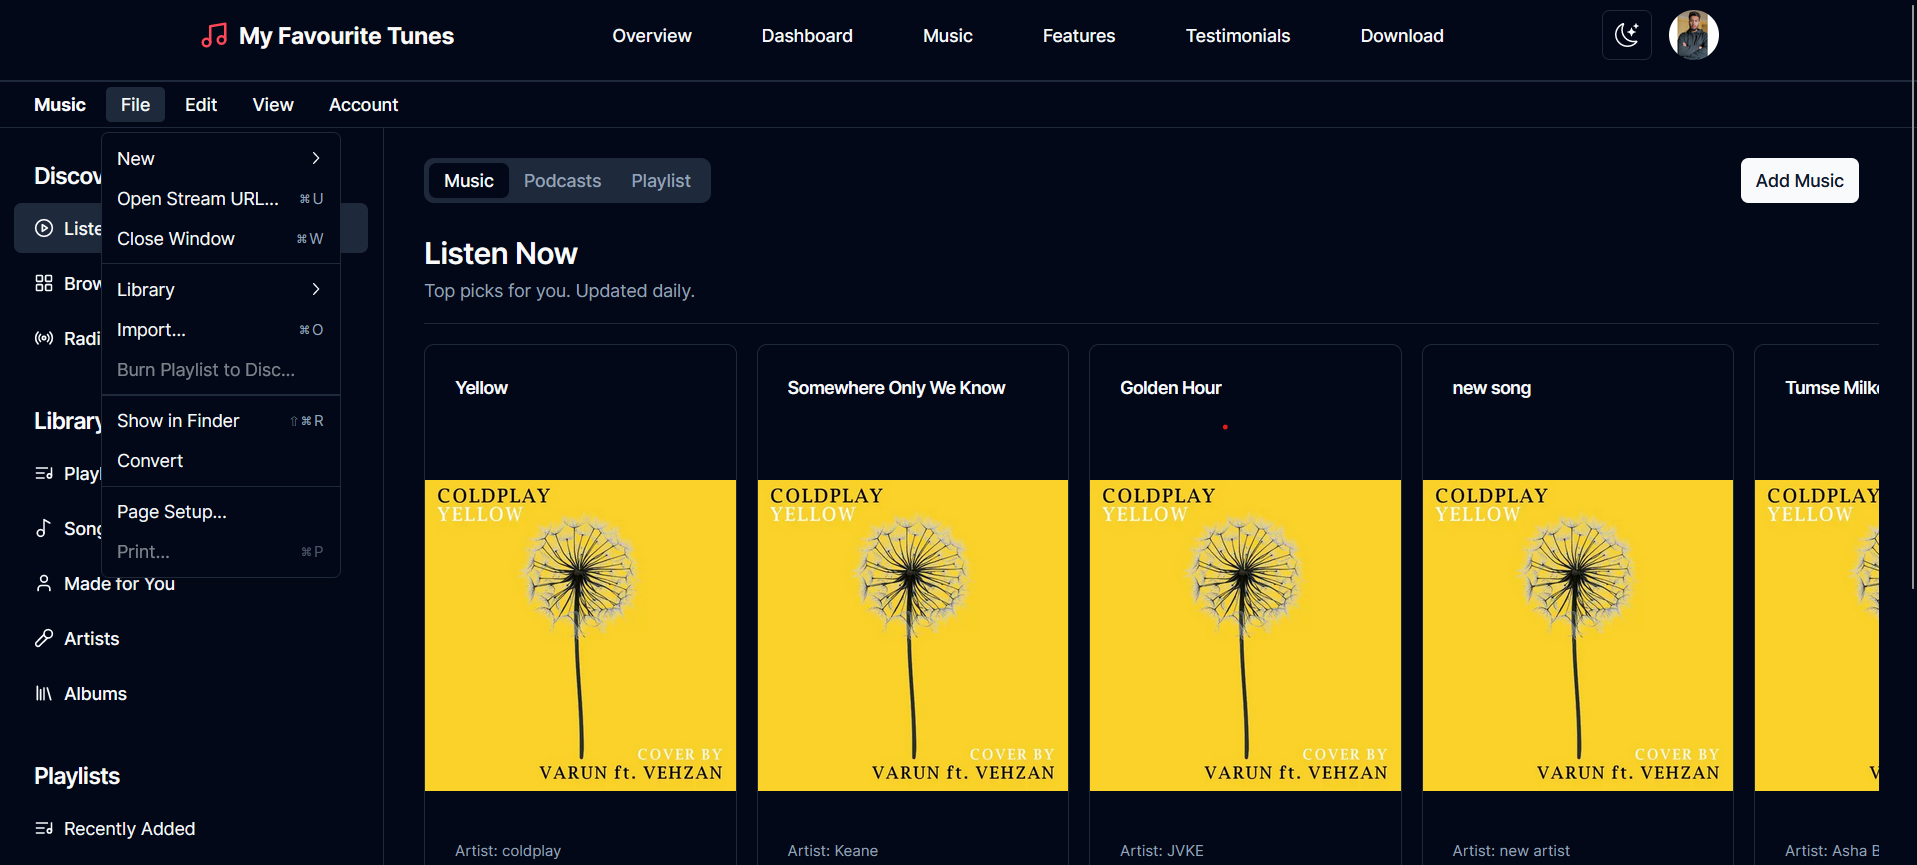 My Favourite Tunes
Overview
Dashboard
Music
Features
Testimonials
Download
Music
File
Edit
View
Account
New
Open Stream URL... ⌘U
Close Window ⌘W
Library
Import... ⌘O
Burn Playlist to Disc...
Show in Finder ⇧⌘R
Convert
Page Setup...
Print... ⌘P
Discov
Liste
Brow
Radi
Library
Playl
Song
Made for You
Artists
Albums
Playlists
Recently Added
Music
Podcasts
Playlist
Add Music
Listen Now
Top picks for you. Updated daily.
Yellow
COLDPLAY
YELLOW
COVER BY
VARUN ft. VEHZAN
Artist: coldplay
Somewhere Only We Know
COLDPLAY
YELLOW
COVER BY
VARUN ft. VEHZAN
Artist: Keane
Golden Hour
COLDPLAY
YELLOW
COVER BY
VARUN ft. VEHZAN
Artist: JVKE
new song
COLDPLAY
YELLOW
COVER BY
VARUN ft. VEHZAN
Artist: new artist
Tumse Milk
COLDPLAY
YELLOW
V
Artist: Asha B